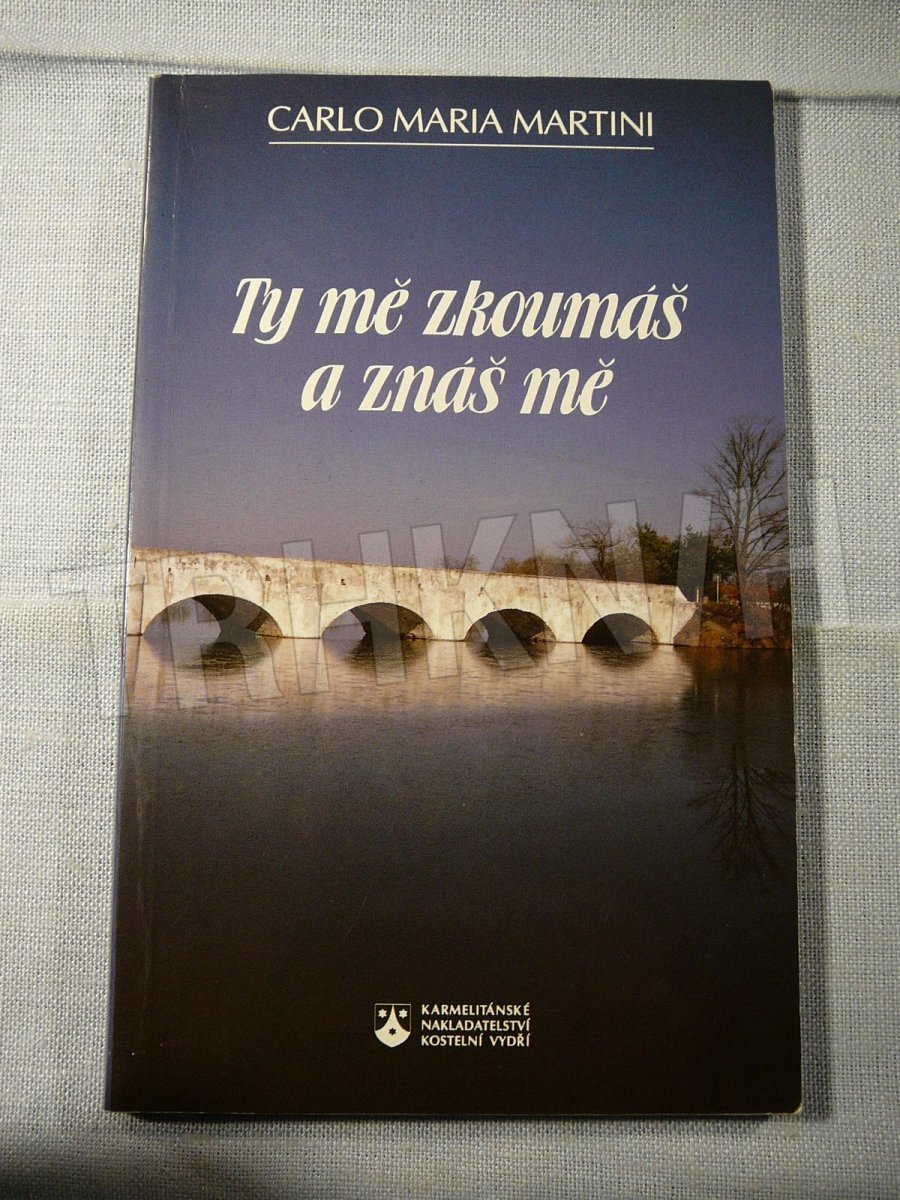 CARLO MARIA MARTINI
Ty mě zkoumáš
a znáš mě
KARMELITÁNSKÉ
NAKLADATELSTVÍ
KOSTELNÍ VYDŘÍ